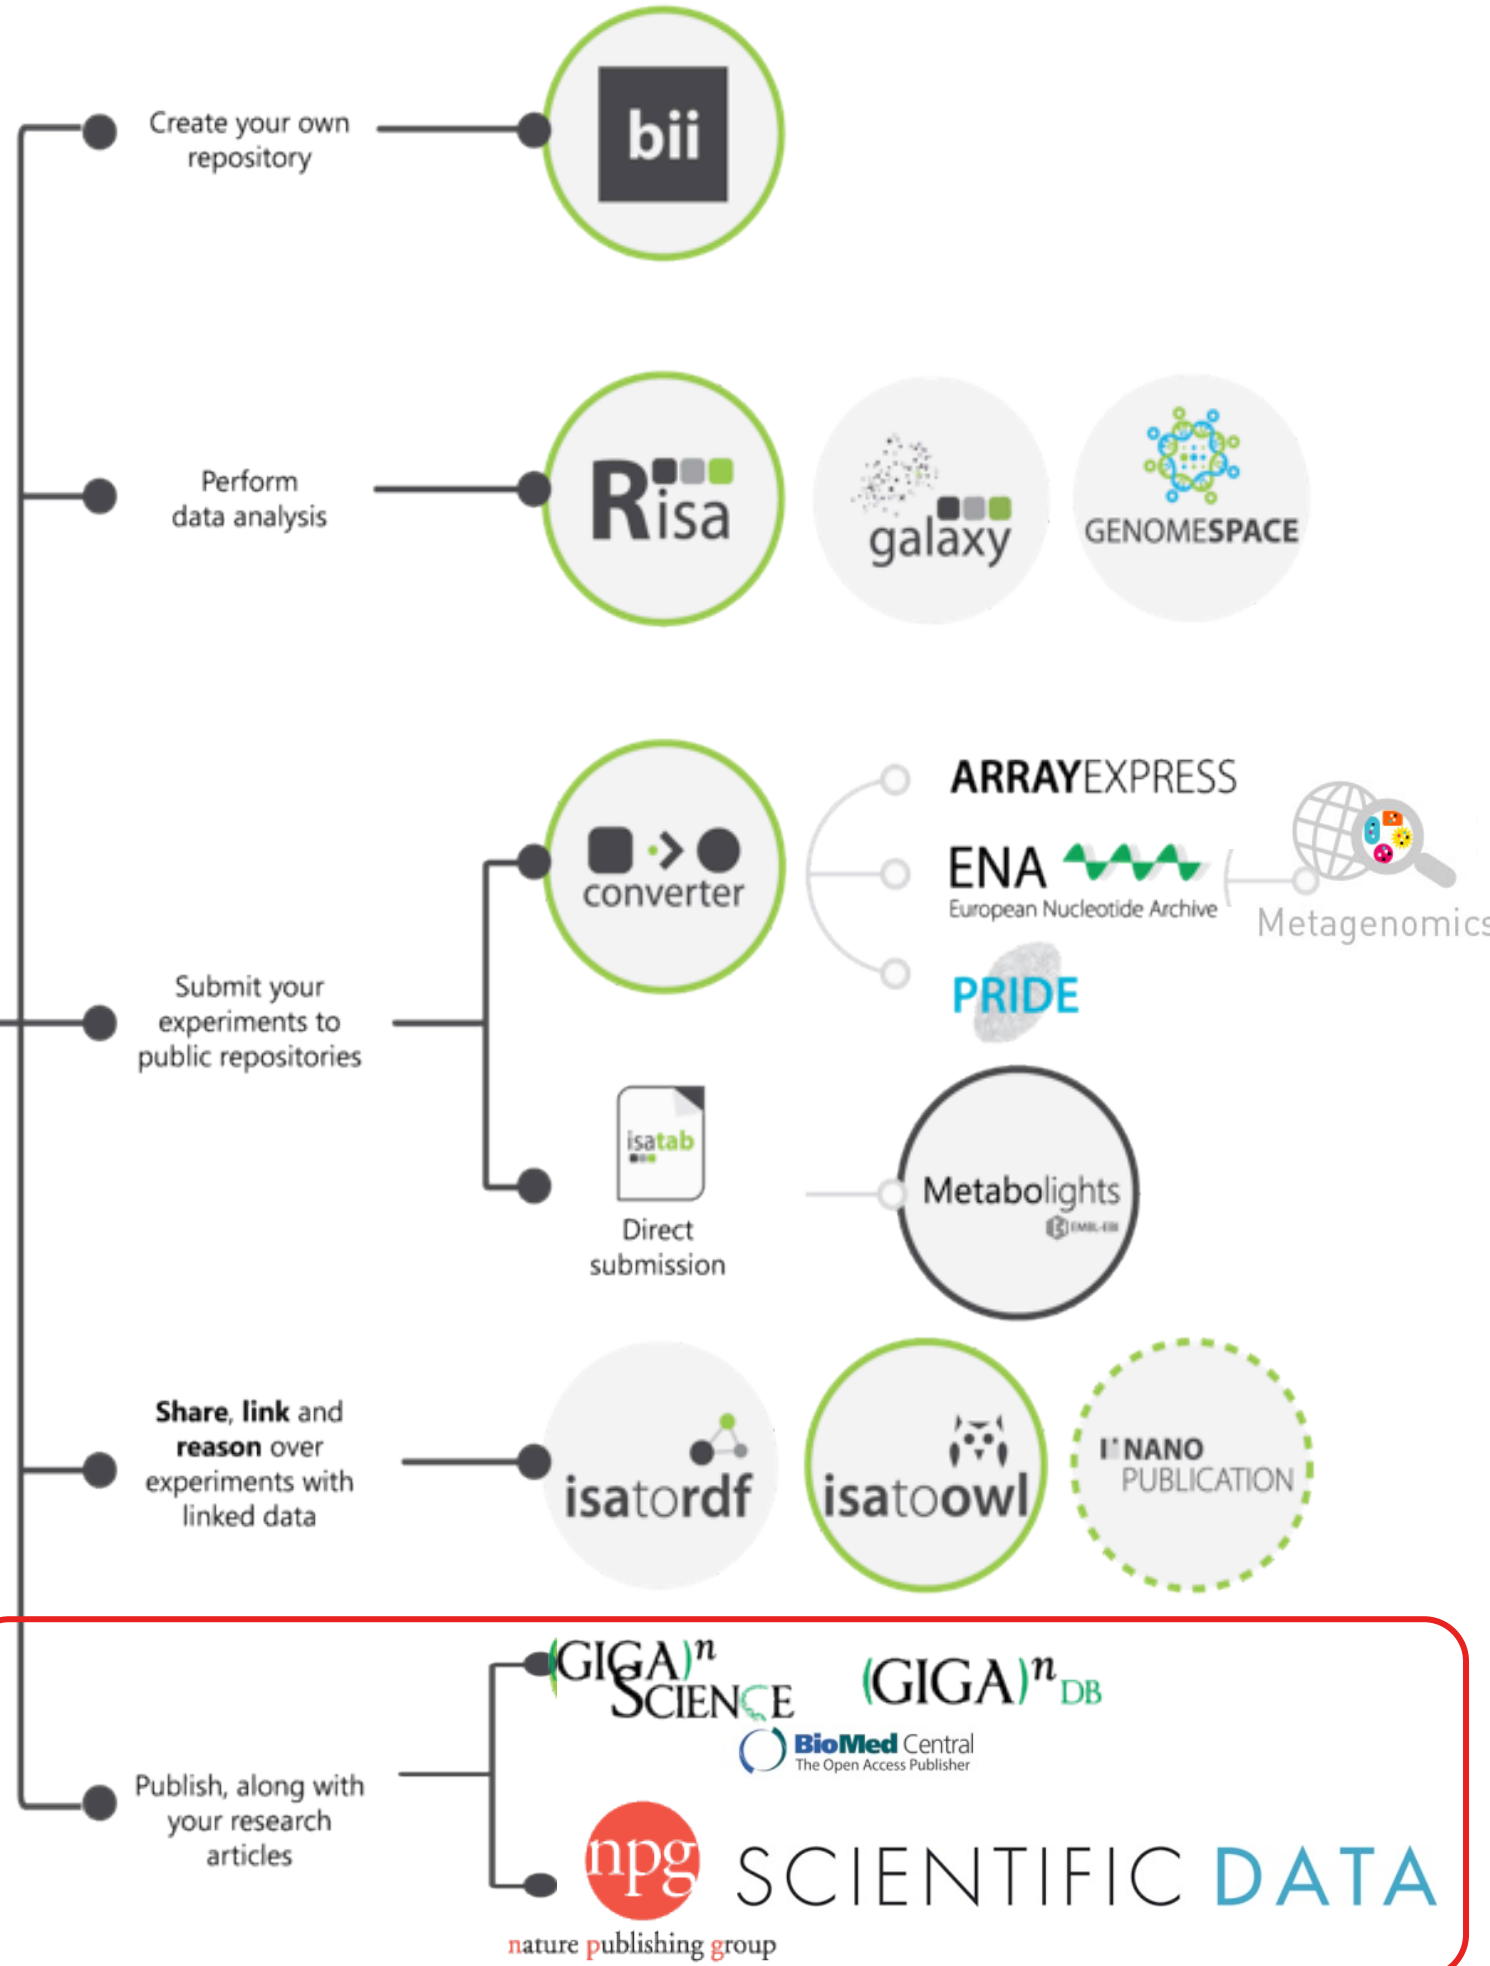 Create your own
repository
bii
Perform
data analysis
Risa
galaxy
GENOMESPACE
Submit your
experiments to
public repositories
converter
ARRAYEXPRESS
ENA
European Nucleotide Archive
Metagenomics
PRIDE
isatab
Direct
submission
Metabolights
EMBL-EBI
Share, link and
reason over
experiments with
linked data
isatordf
isatoowl
NANO
PUBLICATION
Publish, along with
your research
articles
(GIGA)n
SCIENCE
(GIGA)n DB
BioMed Central
The Open Access Publisher
npg
nature publishing group
SCIENTIFIC DATA